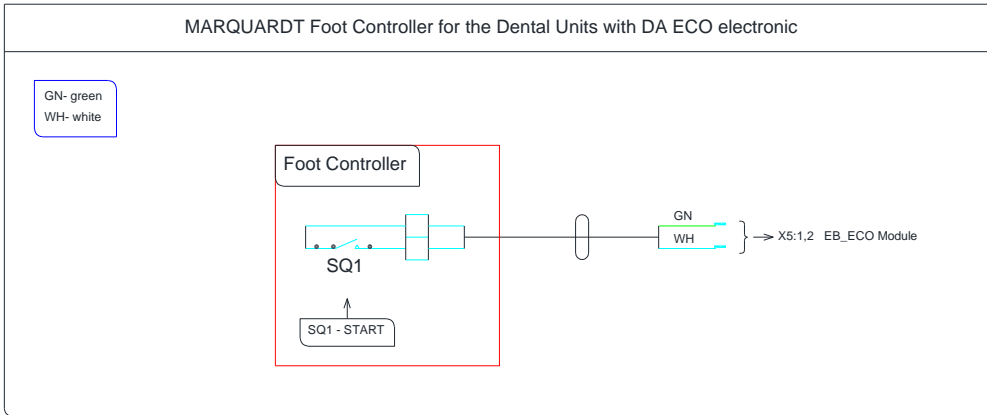 MARQUARDT Foot Controller for the Dental Units with DA ECO electronic
GN- green
WH- white
Foot Controller
GN
WH
X5:1,2 EB_ECO Module
SQ1
SQ1 - START